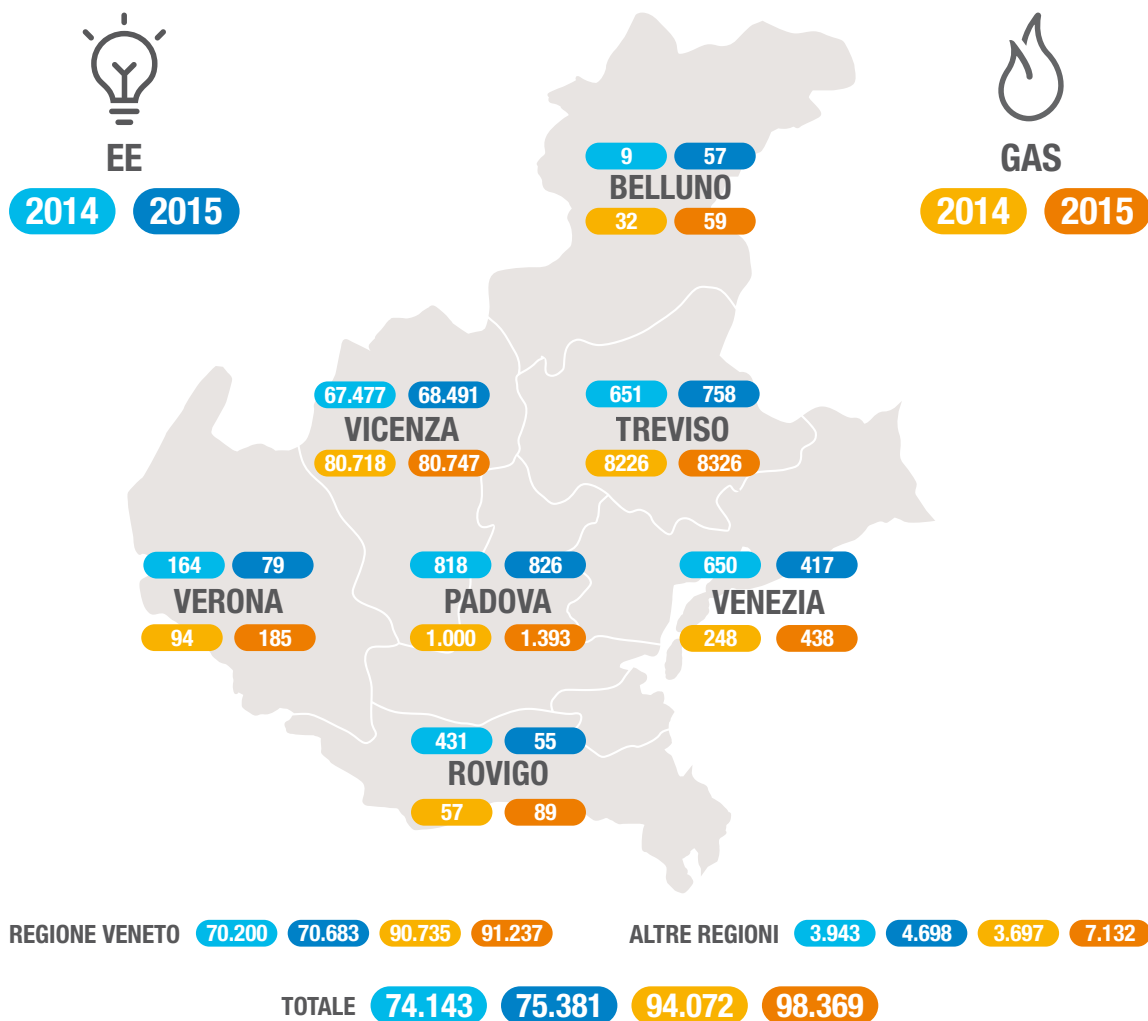 EE
2014 2015
GAS
2014 2015
9 57
BELLUNO
32 59
67.477 68.491
VICENZA
80.718 80.747
651 758
TREVISO
8226 8326
164 79
VERONA
94 185
818 826
PADOVA
1.000 1.393
650 417
VENEZIA
248 438
431 55
ROVIGO
57 89
REGIONE VENETO 70.200 70.683 90.735 91.237
ALTRE REGIONI 3.943 4.698 3.697 7.132
TOTALE 74.143 75.381 94.072 98.369